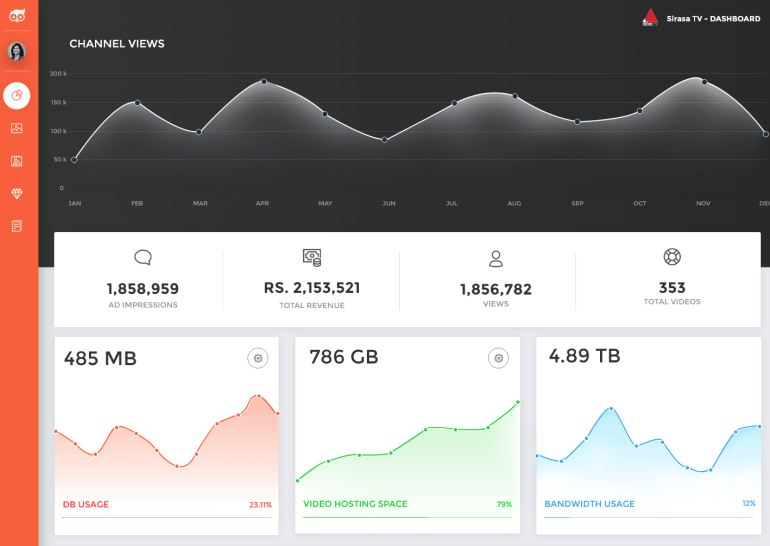 Sirasa TV - DASHBOARD
CHANNEL VIEWS
200 k
150 k
100 k
50 k
0
JAN FEB MAR APR MAY JUN JUL AUG SEP OCT NOV DEC
1,858,959
AD IMPRESSIONS
RS. 2,153,521
TOTAL REVENUE
1,856,782
VIEWS
353
TOTAL VIDEOS
485 MB
DB USAGE 23.11%
786 GB
VIDEO HOSTING SPACE 79%
4.89 TB
BANDWIDTH USAGE 12%